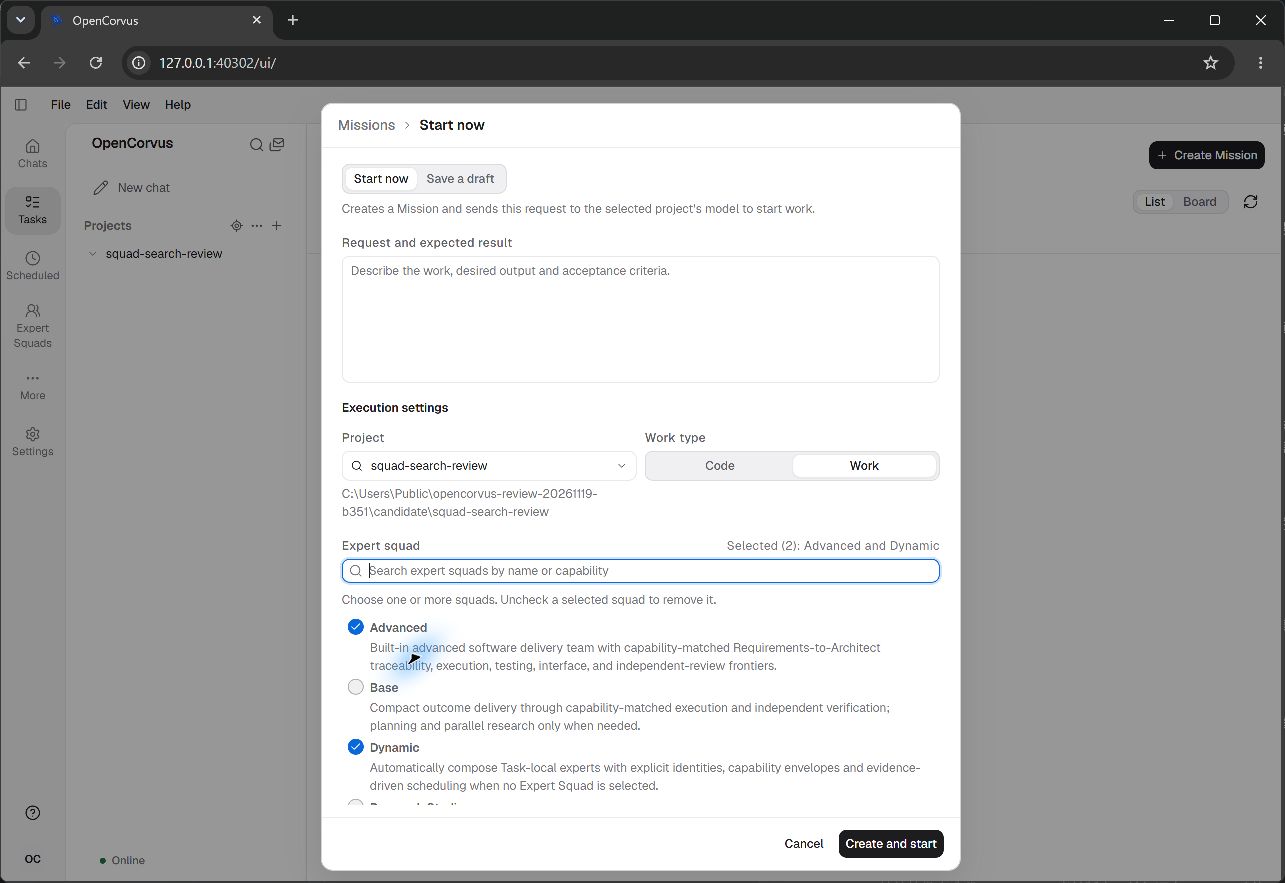 OpenCorvus
127.0.0.1:40302/ui/
File Edit View Help
Chats
Tasks
Scheduled
Expert
Squads
More
Settings
OC
OpenCorvus
New chat
Projects
squad-search-review
Online
Create Mission
List Board
Missions > Start now
Start now Save a draft
Creates a Mission and sends this request to the selected project's model to start work.
Request and expected result
Describe the work, desired output and acceptance criteria.
Execution settings
Project
Work type
squad-search-review
Code Work
C:\Users\Public\opencorvus-review-20261119-
b351\candidate\squad-search-review
Expert squad
Selected (2): Advanced and Dynamic
Search expert squads by name or capability
Choose one or more squads. Uncheck a selected squad to remove it.
Advanced
Built-in advanced software delivery team with capability-matched Requirements-to-Architect
traceability, execution, testing, interface, and independent-review frontiers.
Base
Compact outcome delivery through capability-matched execution and independent verification;
planning and parallel research only when needed.
Dynamic
Automatically compose Task-local experts with explicit identities, capability envelopes and evidence-
driven scheduling when no Expert Squad is selected.
Cancel Create and start